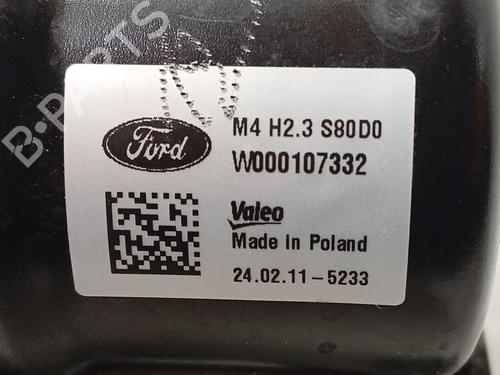 B-PARTS
M4 H2.3 S80D0
Ford
W000107332
Valeo
Made in Poland
24.02.11-5233